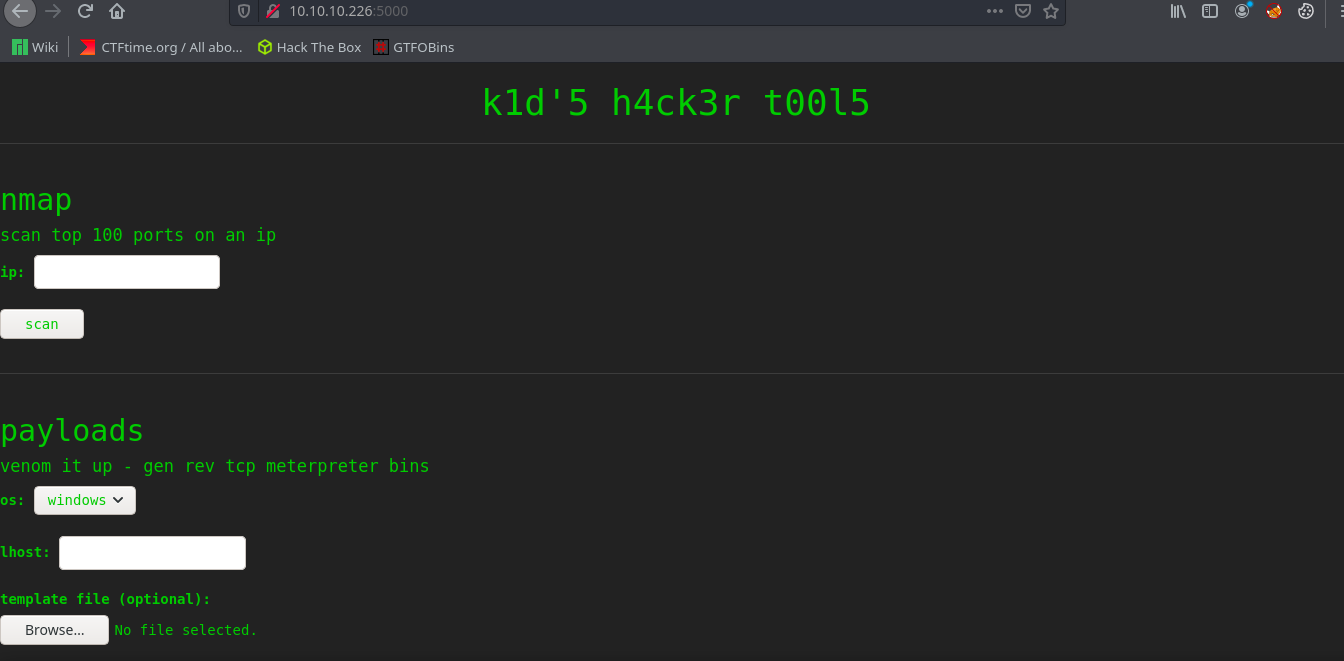 10.10.10.226:5000
Wiki CTFtime.org / All abo... Hack The Box GTFOBins
k1d'5 h4ck3r t00l5
nmap
scan top 100 ports on an ip
ip:
scan
payloads
venom it up - gen rev tcp meterpreter bins
os: windows
lhost:
template file (optional):
Browse... No file selected.